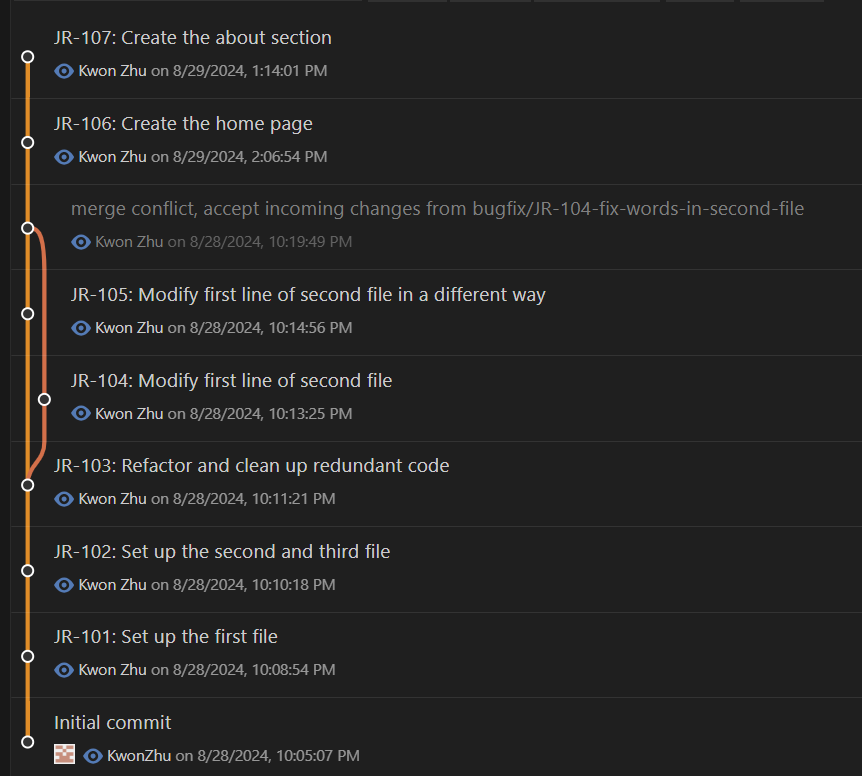 JR-107: Create the about section
Kwon Zhu on 8/29/2024, 1:14:01 PM
JR-106: Create the home page
Kwon Zhu on 8/29/2024, 2:06:54 PM
merge conflict, accept incoming changes from bugfix/JR-104-fix-words-in-second-file
Kwon Zhu on 8/28/2024, 10:19:49 PM
JR-105: Modify first line of second file in a different way
Kwon Zhu on 8/28/2024, 10:14:56 PM
JR-104: Modify first line of second file
Kwon Zhu on 8/28/2024, 10:13:25 PM
JR-103: Refactor and clean up redundant code
Kwon Zhu on 8/28/2024, 10:11:21 PM
JR-102: Set up the second and third file
Kwon Zhu on 8/28/2024, 10:10:18 PM
JR-101: Set up the first file
Kwon Zhu on 8/28/2024, 10:08:54 PM
Initial commit
KwonZhu on 8/28/2024, 10:05:07 PM